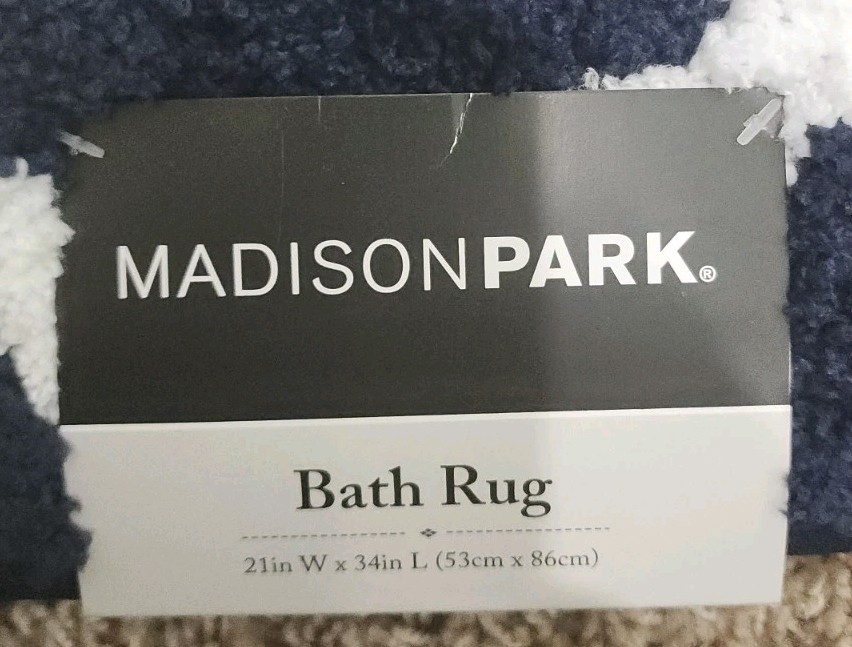 MADISONPARK®
Bath Rug
21in W x 34in L (53cm x 86cm)